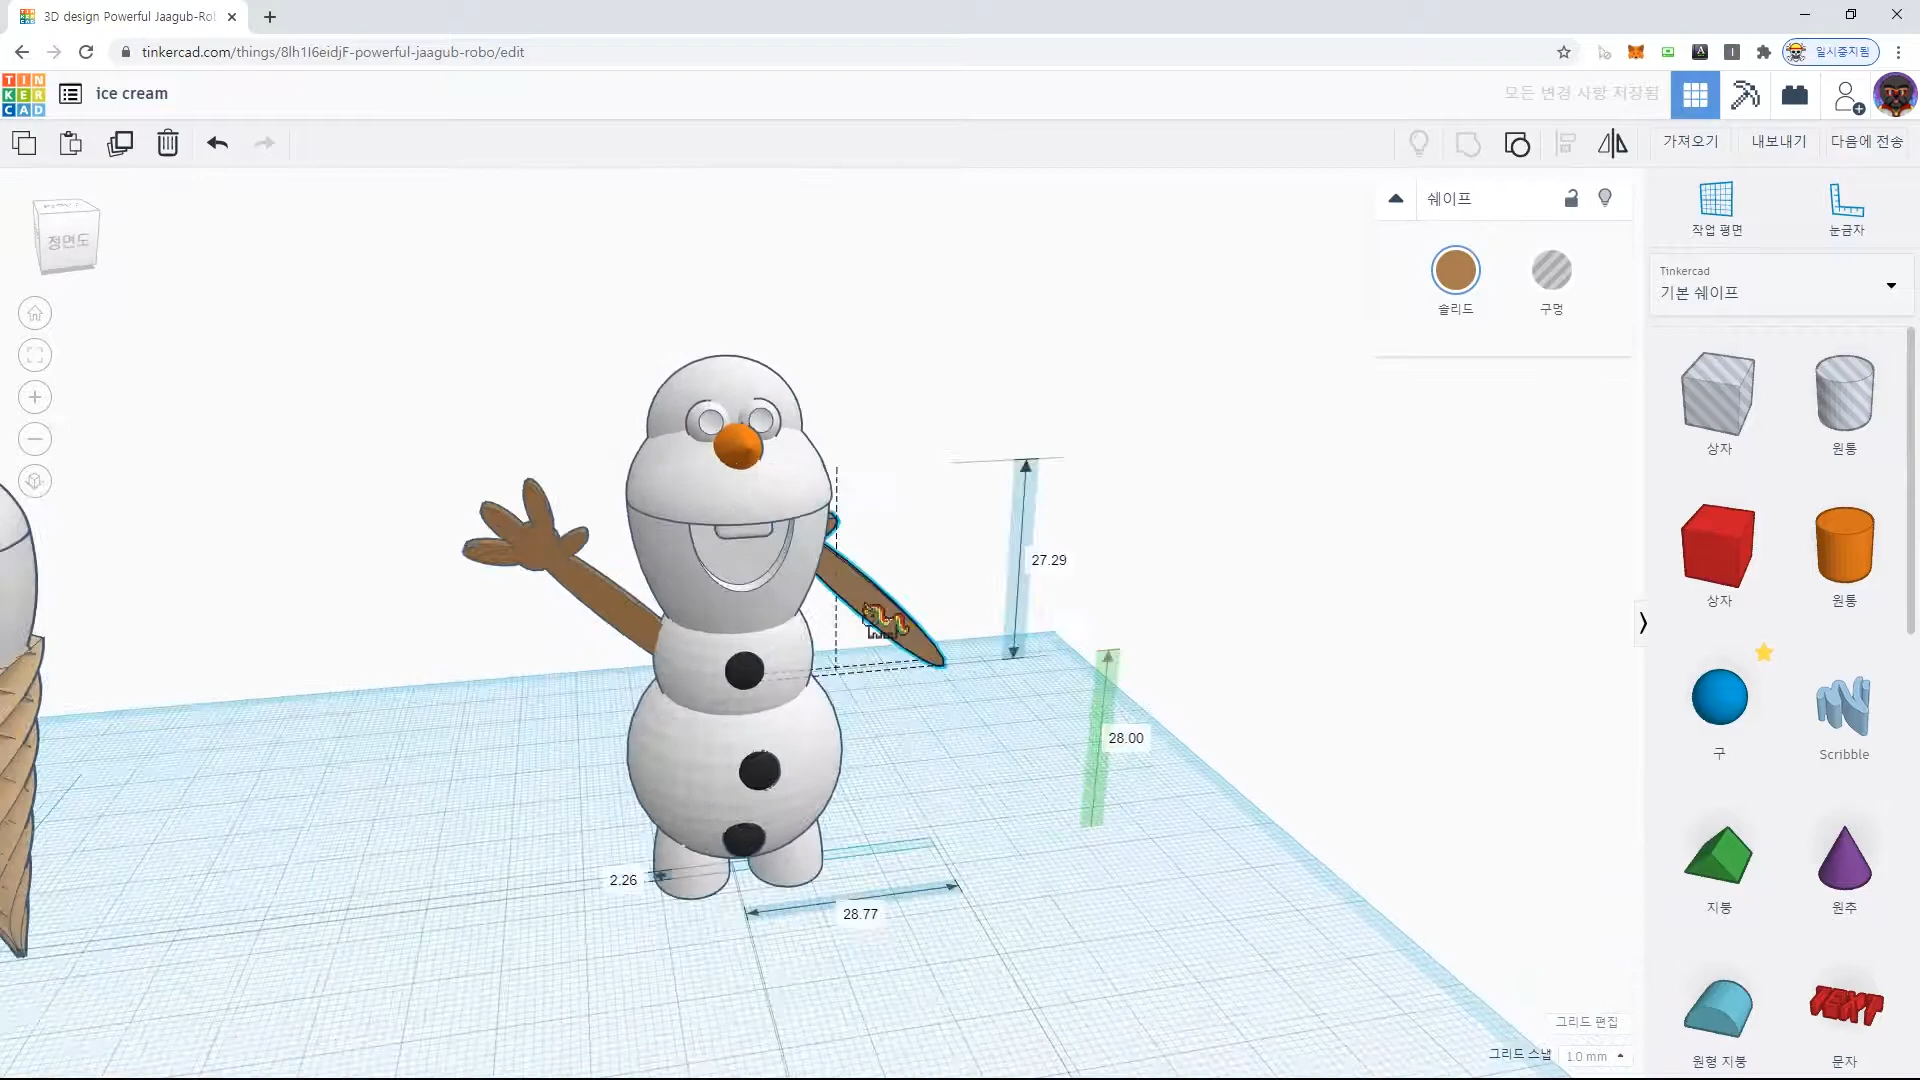 3D design Powerful Jaagub-Ro
tinkercad.com/things/8lh1I6eidjF-powerful-jaagub-robo/edit
일시중지됨
TIN
KER
CAD
ice cream
모든 변경 사항 저장됨
가져오기
내보내기
다음에 전송
정면도
쉐이프
솔리드
구멍
작업 평면
눈금자
Tinkercad
기본 쉐이프
상자
원통
상자
원통
구
Scribble
지붕
원추
원형 지붕
TEXT
문자
27.29
28.00
2.26
28.77
그리드 편집
그리드 스냅
1.0 mm